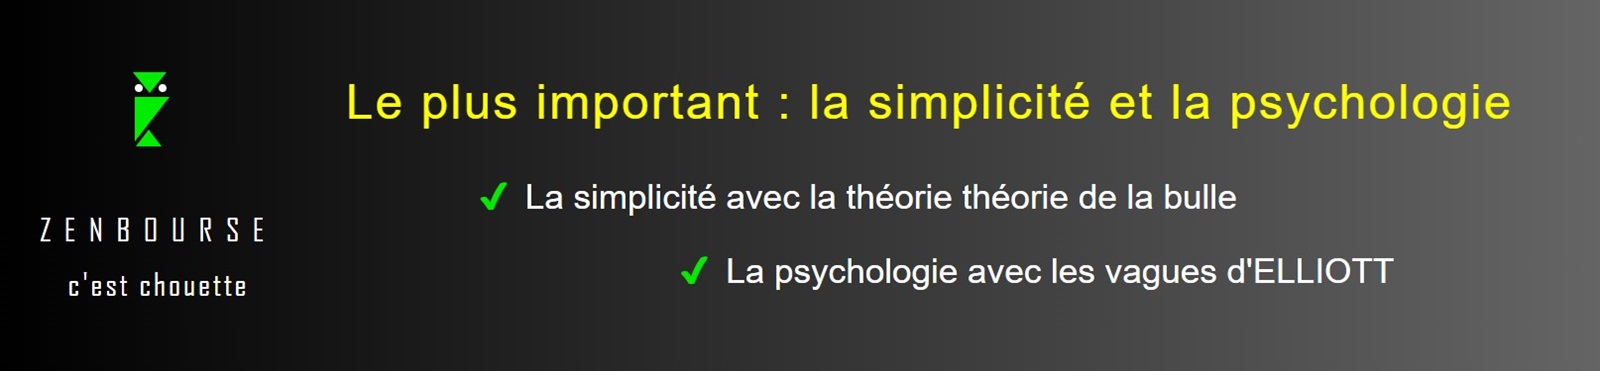 Le plus important : la simplicité et la psychologie
✔ La simplicité avec la théorie théorie de la bulle
✔ La psychologie avec les vagues d'ELLIOTT
ZENBOURSE
c'est chouette